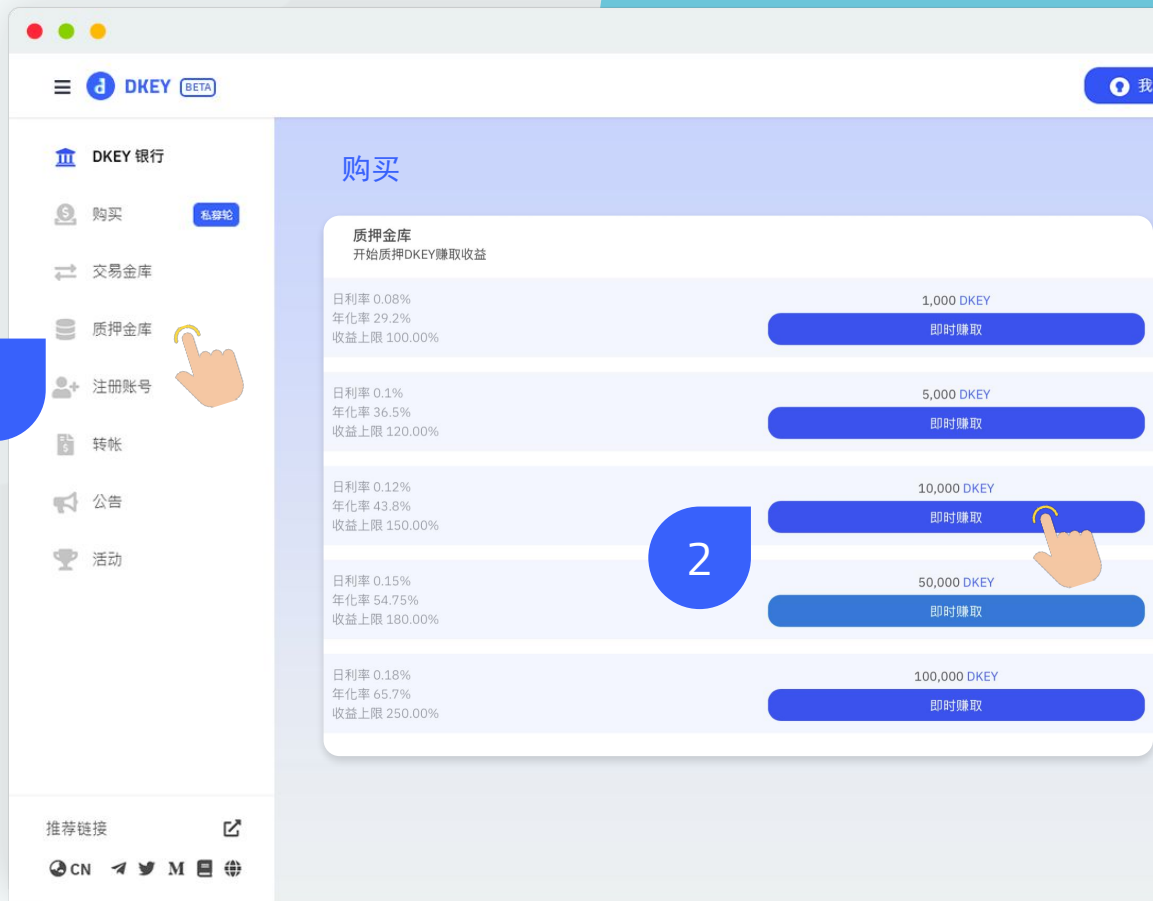 DKEY BETA
我
DKEY 银行
购买 私募轮
交易金库
质押金库
注册账号
转帐
公告
活动
推荐链接
CN
购买
质押金库
开始质押DKEY赚取收益
日利率 0.08%
年化率 29.2%
收益上限 100.00%
1,000 DKEY
即时赚取
日利率 0.1%
年化率 36.5%
收益上限 120.00%
5,000 DKEY
即时赚取
日利率 0.12%
年化率 43.8%
收益上限 150.00%
10,000 DKEY
即时赚取
2
日利率 0.15%
年化率 54.75%
收益上限 180.00%
50,000 DKEY
即时赚取
日利率 0.18%
年化率 65.7%
收益上限 250.00%
100,000 DKEY
即时赚取